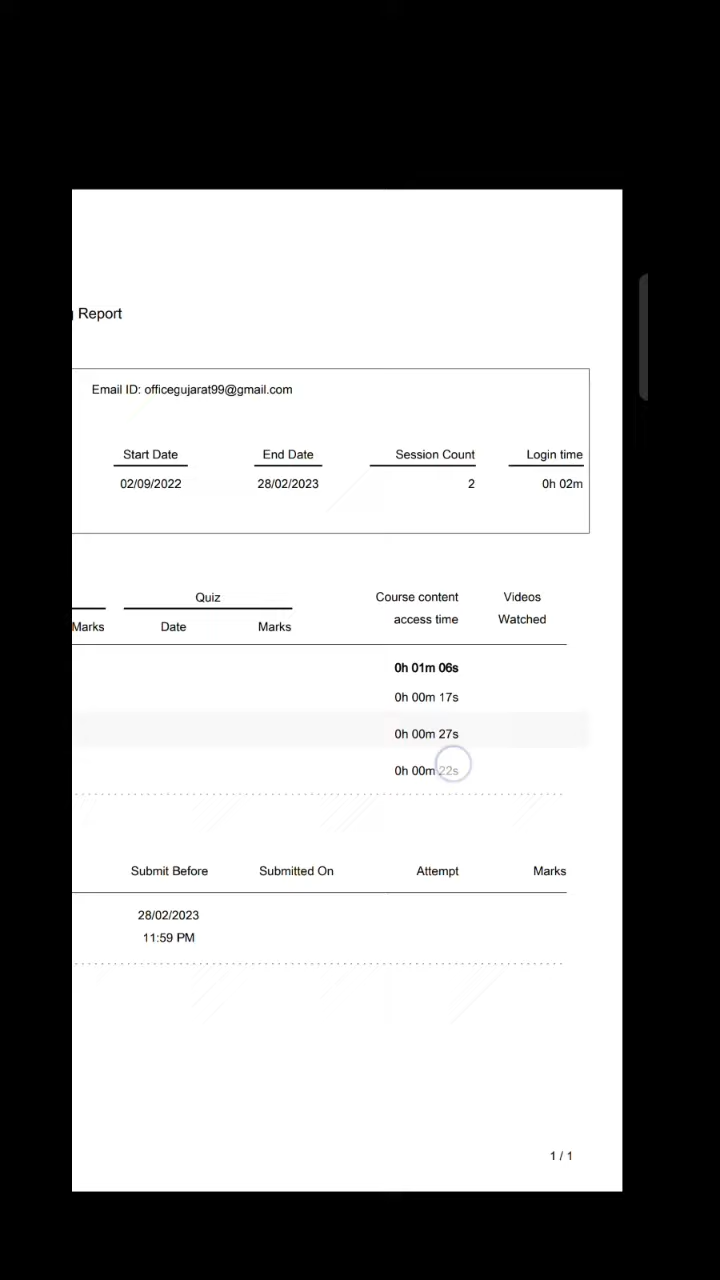 Report
Email ID: officegujarat99@gmail.com
Start Date End Date Session Count Login time
02/09/2022 28/02/2023 2 0h 02m
Quiz Course content Videos
Marks Date Marks access time Watched
0h 01m 06s
0h 00m 17s
0h 00m 27s
0h 00m 22s
Submit Before Submitted On Attempt Marks
28/02/2023
11:59 PM
1 / 1